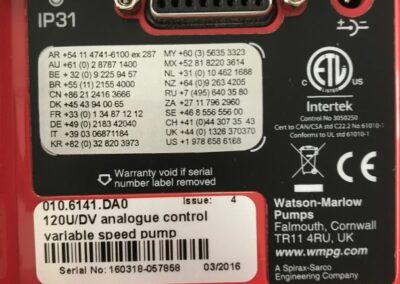 IP31
AR +54 11 4741-6100 ex 287
AU +61 (0) 2 8787 1400
BE + 32 (0) 9 225 94 57
BR +55 (11) 2155 4000
CN +86 21 2416 3666
DK +45 43 94 00 65
FR +33 (0) 1 34 87 12 12
DE +49 (0) 2183 42040
IT +39 03 06871184
KR +82 (0) 32 820 3973
MY +60 (3) 5635 3323
MX +52 81 8220 3614
NL +31 (0) 10 462 1688
NZ +64 (0)9 263 4205
RU +7 (495) 640 35 80
ZA +27 11 796 2960
SE +46 8 556 556 00
CH +41 (0)44 307 35 43
UK +44 (0) 1326 370370
US +1 978 658 6168
C ETL US
Intertek
Control No 3050250
Cert to CAN/CSA std C22.2 No 61010-1
Conforms to UL std 61010-1
Warranty void if serial
number label removed
CE
010.6141.DA0
Issue: 4
120U/DV analogue control
variable speed pump
Serial No: 160318-057858
03/2016
Watson-Marlow
Pumps
Falmouth, Cornwall
TR11 4RU, UK
www.wmpg.com
A Spirax-Sarco
Engineering Company